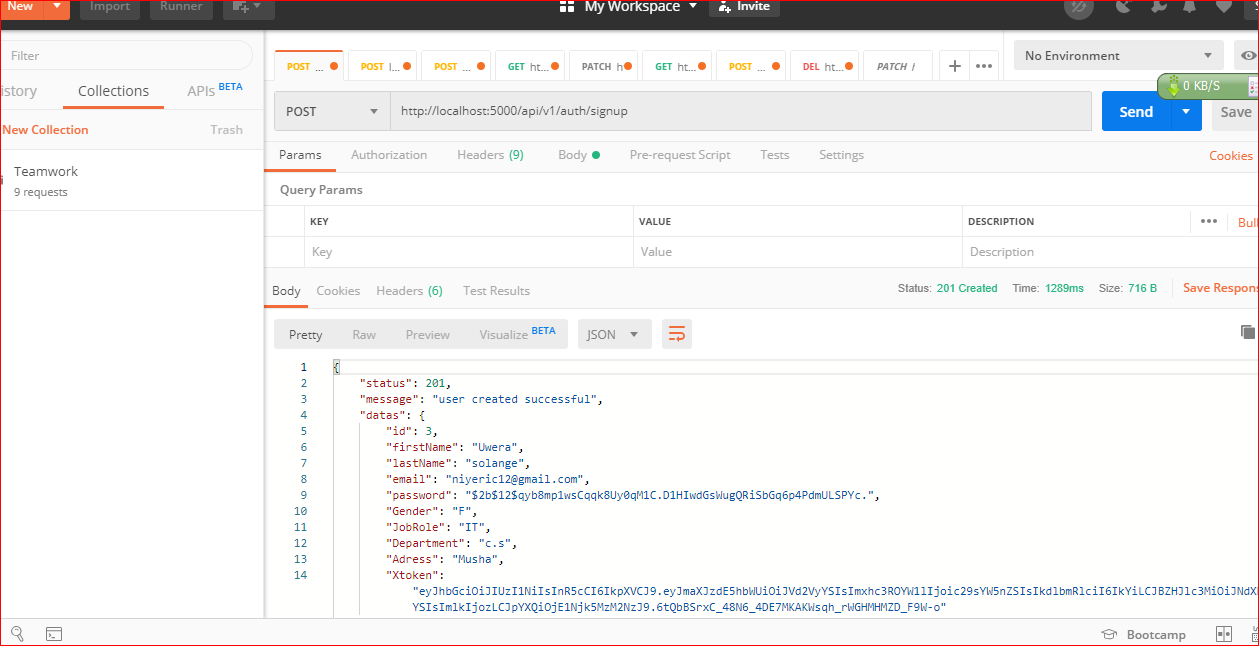 New Import Runner My Workspace Invite
Filter
istory Collections APIs BETA
New Collection Trash
Teamwork
9 requests
POST ... POST l... POST ... GET ht... PATCH h GET ht... POST ... DEL ht... PATCH ! + ••• No Environment
0 KB/S
POST http://localhost:5000/api/v1/auth/signup Send Save
Params Authorization Headers (9) Body Pre-request Script Tests Settings Cookies
Query Params
KEY VALUE DESCRIPTION ••• Bul
Key Value Description
Body Cookies Headers (6) Test Results Status: 201 Created Time: 1289ms Size: 716 B Save Respons
Pretty Raw Preview Visualize BETA JSON
1 {
2 "status": 201,
3 "message": "user created successful",
4 "datas": {
5 "id": 3,
6 "firstName": "Uwera",
7 "lastName": "solange",
8 "email": "niyeric12@gmail.com",
9 "password": "$2b$12$qyb8mp1wsCqqk8Uy0qM1C.D1HIwdGsWugQRiSbGq6p4PdmULSPYc.",
10 "Gender": "F",
11 "JobRole": "IT",
12 "Department": "c.s",
13 "Adress": "Musha",
14 "Xtoken":
"eyJhbGciOiJIUzI1NiIsInR5cCI6IkpXVCJ9.eyJmaXJzdE5hbWUiOiJVd2VyYSIsImxhc3ROYW1lIjoic29sYW5nZSIsIkdlbmRlciI6IkYiLCJBZHJlc3MiOiJNdX
YSIsImlkIjozLCJpYXQiOjE1Njk5MzM2NzJ9.6tQbBSrxC_48N6_4DE7MKAKWsqh_rWGHMHMZD_F9W-o"
Bootcamp